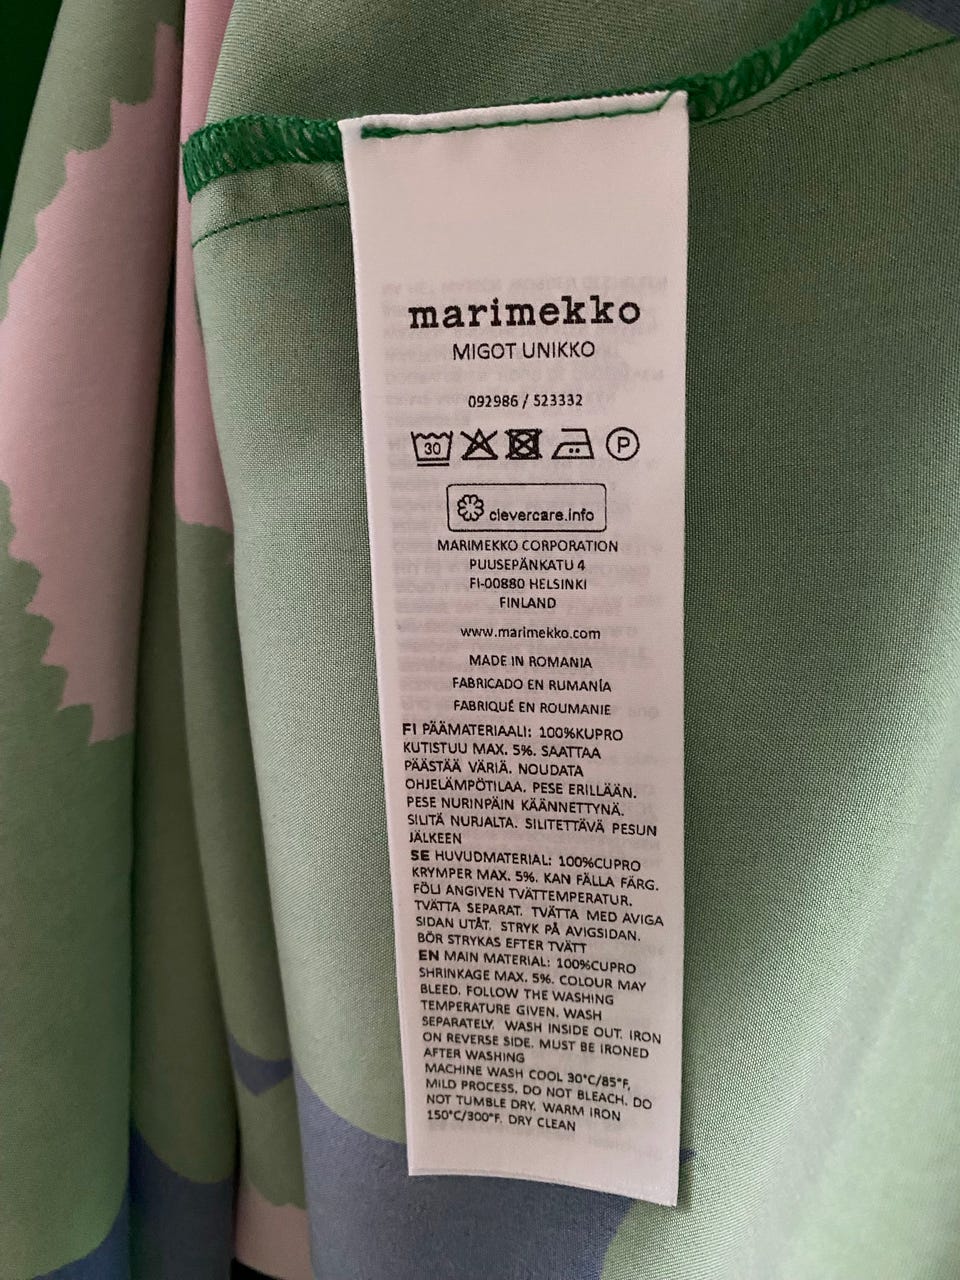 marimekko
MIGOT UNIKKO
092986 / 523332
30 P
clevercare.info
MARIMEKKO CORPORATION
PUUSEPÄNKATU 4
FI-00880 HELSINKI
FINLAND
www.marimekko.com
MADE IN ROMANIA
FABRICADO EN RUMANÍA
FABRIQUÉ EN ROUMANIE
FI PÄÄMATERIAALI: 100%KUPRO
KUTISTUU MAX. 5%. SAATTAA
PÄÄSTÄÄ VÄRIÄ. NOUDATA
OHJELÄMPÖTILAA. PESE ERILLÄÄN.
PESE NURINPÄIN KÄÄNNETTYNÄ.
SILITÄ NURJALTA. SILITETTÄVÄ PESUN
JÄLKEEN
SE HUVUDMATERIAL: 100%CUPRO
KRYMPER MAX. 5%. KAN FÄLLA FÄRG.
FÖLJ ANGIVEN TVÄTTEMPERATUR.
TVÄTTA SEPARAT. TVÄTTA MED AVIGA
SIDAN UTÅT. STRYK PÅ AVIGSIDAN.
BÖR STRYKAS EFTER TVÄTT
EN MAIN MATERIAL: 100%CUPRO
SHRINKAGE MAX. 5%. COLOUR MAY
BLEED. FOLLOW THE WASHING
TEMPERATURE GIVEN. WASH
SEPARATELY. WASH INSIDE OUT. IRON
ON REVERSE SIDE. MUST BE IRONED
AFTER WASHING
MACHINE WASH COOL 30°C/85°F,
MILD PROCESS. DO NOT BLEACH. DO
NOT TUMBLE DRY. WARM IRON
150°C/300°F. DRY CLEAN